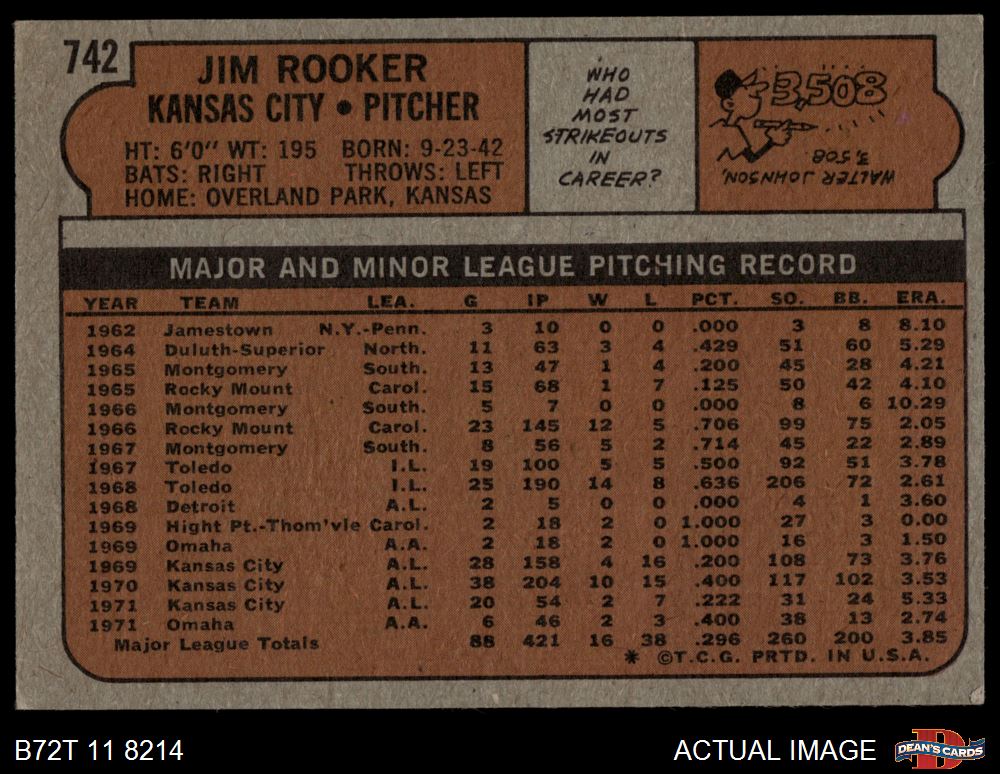 742
JIM ROOKER
KANSAS CITY • PITCHER
HT: 6'0" WT: 195 BORN: 9-23-42
BATS: RIGHT THROWS: LEFT
HOME: OVERLAND PARK, KANSAS
WHO
HAD
MOST
STRIKEOUTS
IN
CAREER?
3,508
WALTER JOHNSON,
3,508
MAJOR AND MINOR LEAGUE PITCHING RECORD
YEAR TEAM LEA. G IP W L PCT. SO. BB. ERA.
1962 Jamestown N.Y.-Penn. 3 10 0 0 .000 3 8 8.10
1964 Duluth-Superior North. 11 63 3 4 .429 51 60 5.29
1965 Montgomery South. 13 47 1 4 .200 45 28 4.21
1965 Rocky Mount Carol. 15 68 1 7 .125 50 42 4.10
1966 Montgomery South. 5 7 0 0 .000 8 6 10.29
1966 Rocky Mount Carol. 23 145 12 5 .706 99 75 2.05
1967 Montgomery South. 8 56 5 2 .714 45 22 2.89
1967 Toledo I.L. 19 100 5 5 .500 92 51 3.78
1968 Toledo I.L. 25 190 14 8 .636 206 72 2.61
1968 Detroit A.L. 2 5 0 0 .000 4 1 3.60
1969 Hight Pt.-Thom'vle Carol. 2 18 2 0 1.000 27 3 0.00
1969 Omaha A.A. 2 18 2 0 1.000 16 3 1.50
1969 Kansas City A.L. 28 158 4 16 .200 108 73 3.76
1970 Kansas City A.L. 38 204 10 15 .400 117 102 3.53
1971 Kansas City A.L. 20 54 2 7 .222 31 24 5.33
1971 Omaha A.A. 6 46 2 3 .400 38 13 2.74
Major League Totals 88 421 16 38 .296 260 200 3.85
* ©T.C.G. PRTD. IN U.S.A.
B72T 11 8214
ACTUAL IMAGE
DEAN'S CARDS